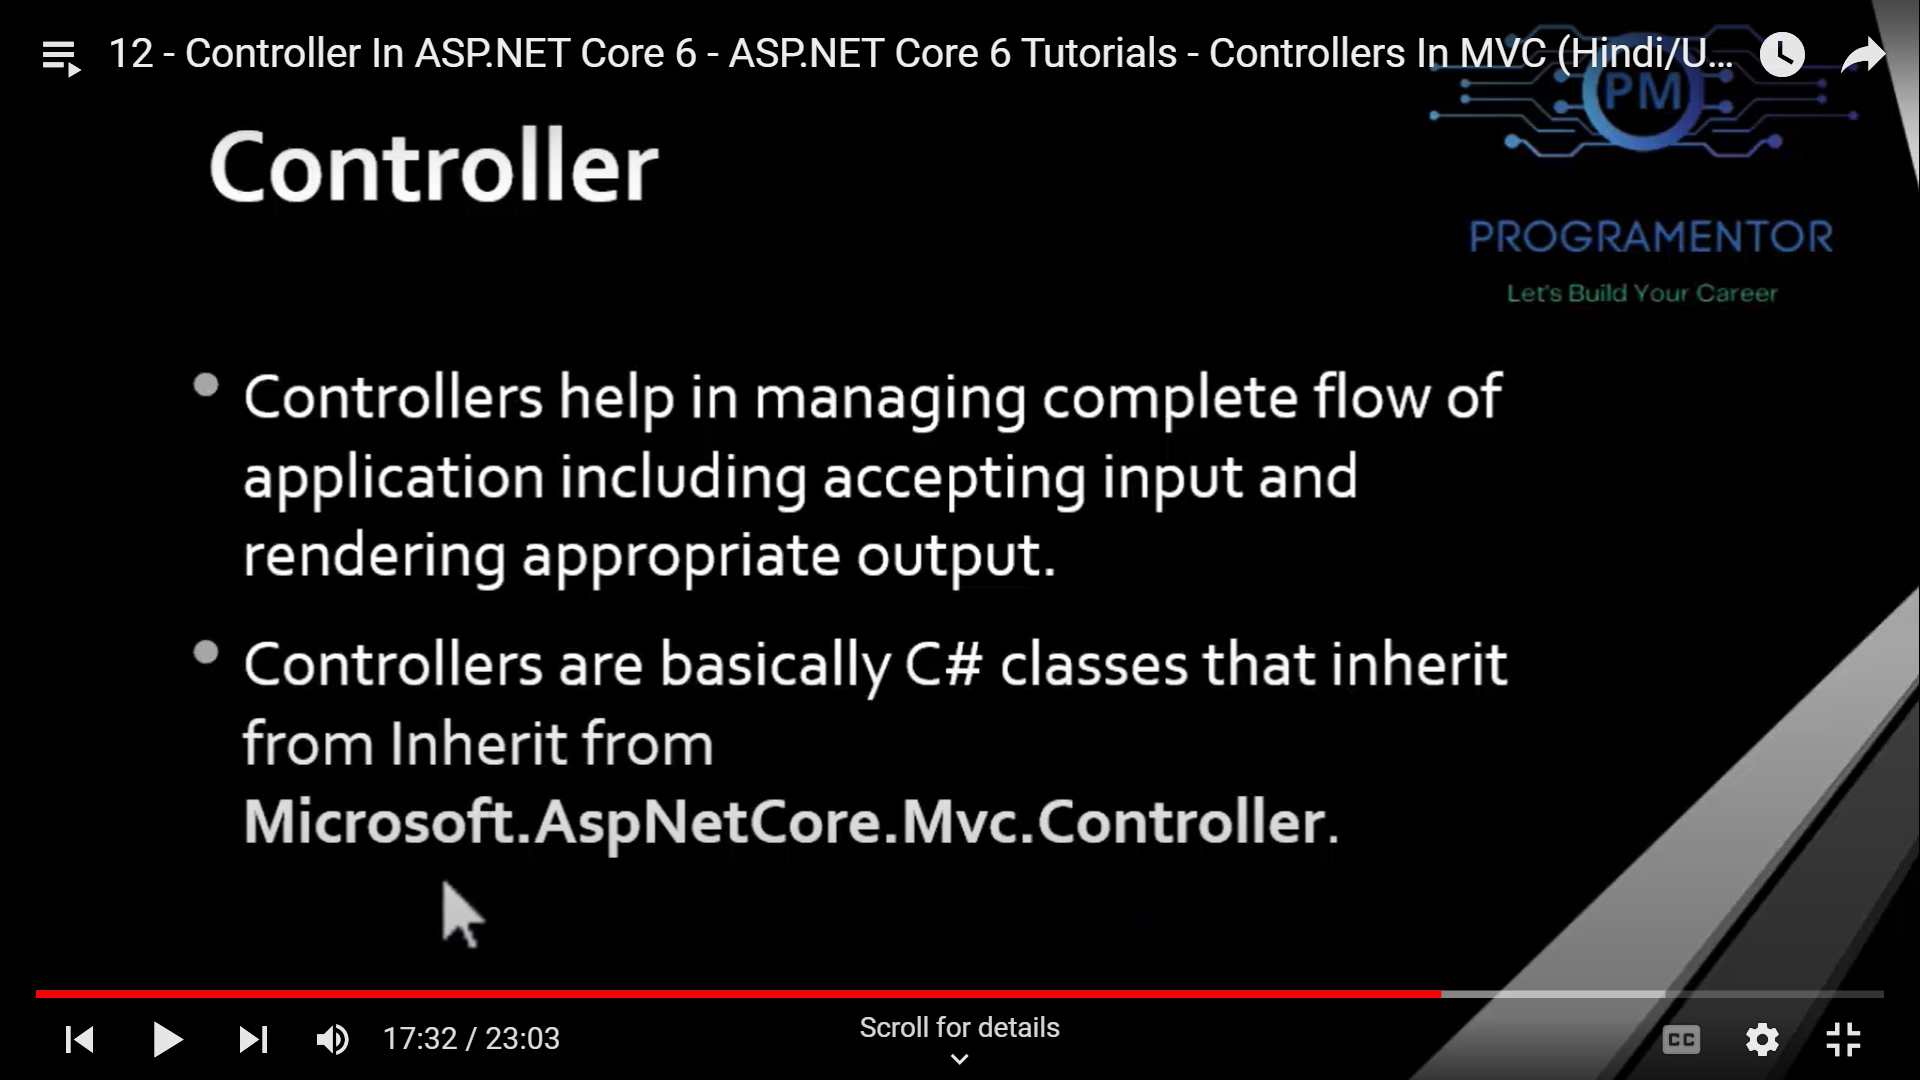 12 - Controller In ASP.NET Core 6 - ASP.NET Core 6 Tutorials - Controllers In MVC (Hindi/U...
PM
Controller
PROGRAMENTOR
Let's Build Your Career
• Controllers help in managing complete flow of
application including accepting input and
rendering appropriate output.
• Controllers are basically C# classes that inherit
from Inherit from
Microsoft.AspNetCore.Mvc.Controller.
17:32 / 23:03
Scroll for details
CC